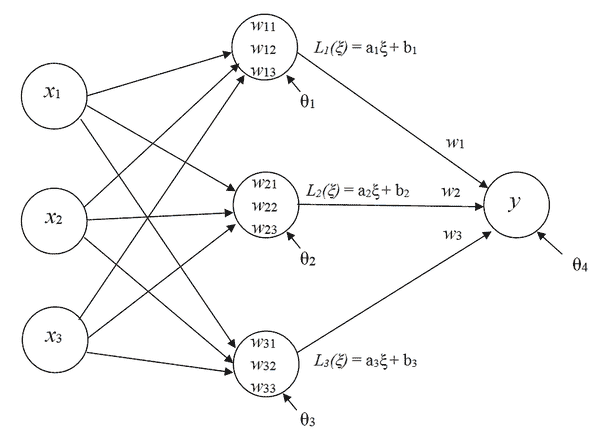 x1
x2
x3
w11
w12
w13
θ1
L1(ξ) = a1ξ + b1
w21
w22
w23
θ2
L2(ξ) = a2ξ + b2
w31
w32
w33
θ3
L3(ξ) = a3ξ + b3
w1
w2
w3
y
θ4